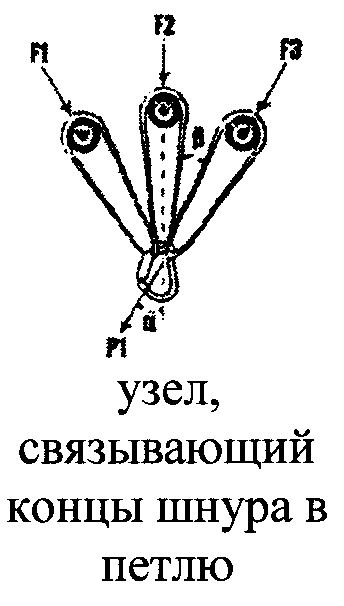 F2
F1
F3
β
P1
α
узел,
связывающий
концы шнура в
петлю